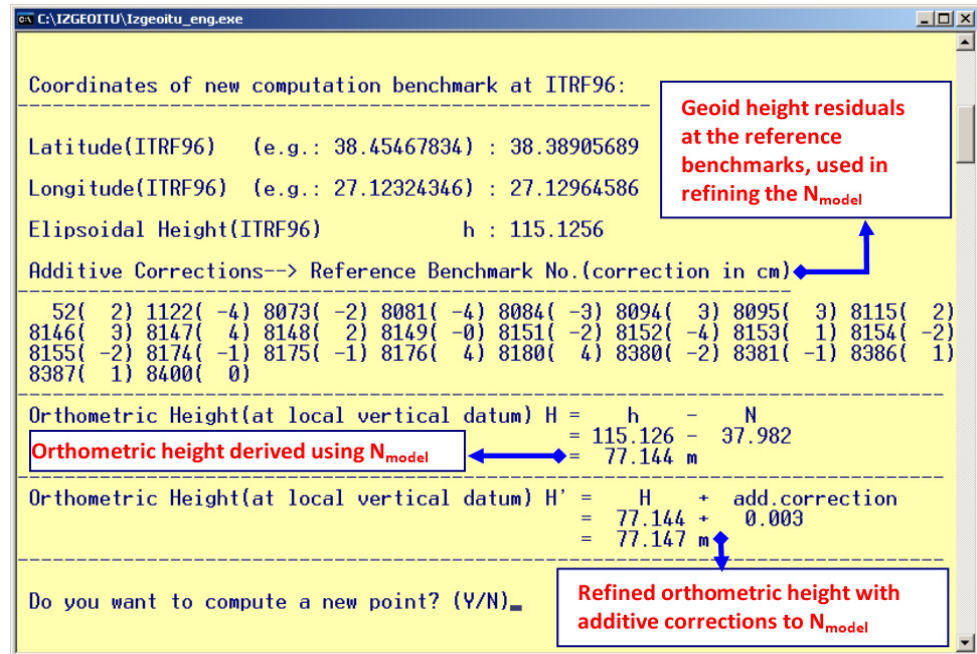 C:\IZGEOITU\Izgeoitu_eng.exe
Coordinates of new computation benchmark at ITRF96:
Latitude(ITRF96) (e.g.: 38.45467834) : 38.38905689
Longitude(ITRF96) (e.g.: 27.12324346) : 27.12964586
Elipsoidal Height(ITRF96) h : 115.1256
Geoid height residuals
at the reference
benchmarks, used in
refining the Nmodel
Additive Corrections--> Reference Benchmark No.(correction in cm)
52( 2) 1122( -4) 8073( -2) 8081( -4) 8084( -3) 8094( 3) 8095( 3) 8115( 2)
8146( 3) 8147( 4) 8148( 2) 8149( -0) 8151( -2) 8152( -4) 8153( 1) 8154( -2)
8155( -2) 8174( -1) 8175( -1) 8176( 4) 8180( 4) 8380( -2) 8381( -1) 8386( 1)
8387( 1) 8400( 0)
Orthometric Height(at local vertical datum) H = h - N
= 115.126 - 37.982
Orthometric height derived using Nmodel
= 77.144 m
Orthometric Height(at local vertical datum) H' = H + add.correction
= 77.144 + 0.003
= 77.147 m
Do you want to compute a new point? (Y/N)_
Refined orthometric height with
additive corrections to Nmodel